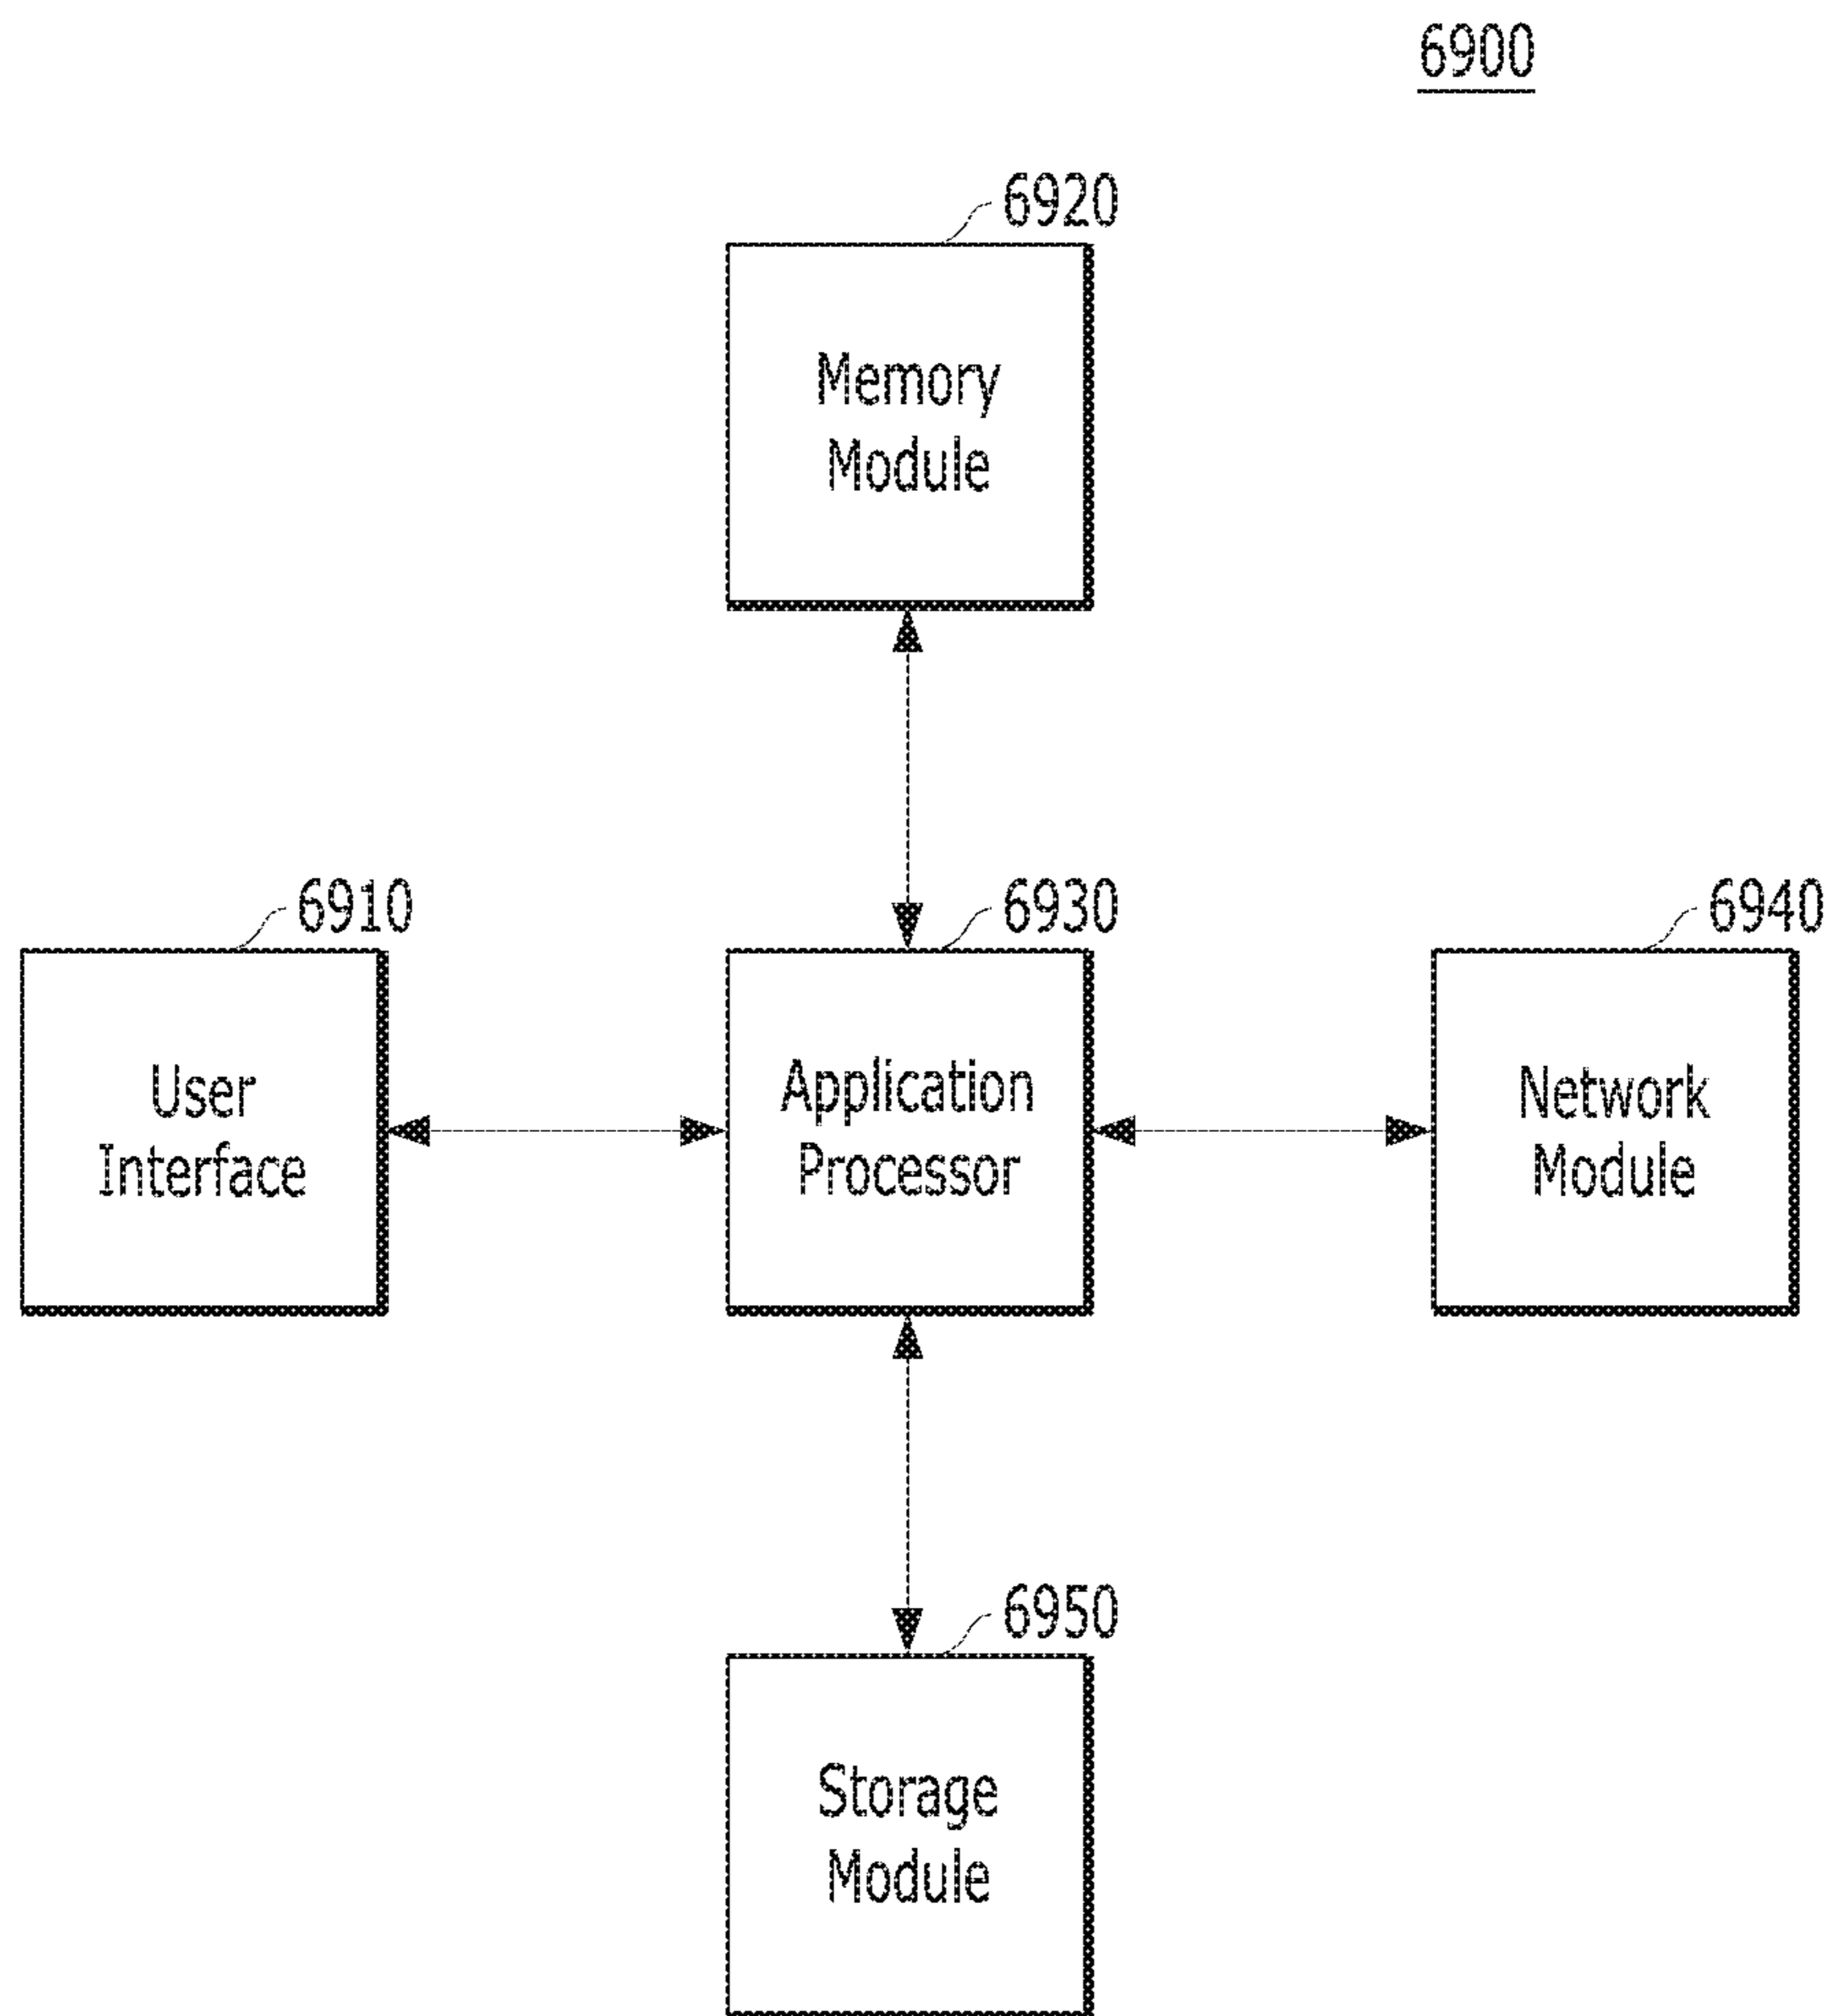 6900
6920
Memory
Module
6910
6930
6940
User
Interface
Application
Processor
Network
Module
6950
Storage
Module